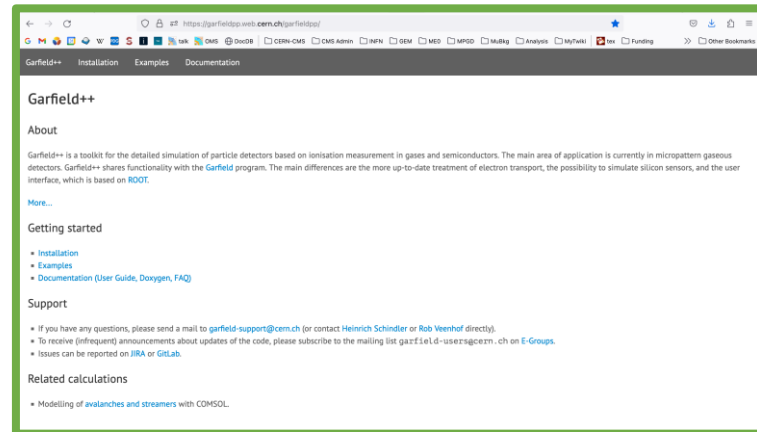 https://garfieldpp.web.cern.ch/garfieldpp/
talk OMS DocDB CERN-CMS CMS Admin INFN GEM ME0 MPGD MuBkg Analysis MyTwiki tex Funding >> Other Bookmarks
Garfield++ Installation Examples Documentation
Garfield++
About
Garfield++ is a toolkit for the detailed simulation of particle detectors based on ionisation measurement in gases and semiconductors. The main area of application is currently in micropattern gaseous
detectors. Garfield++ shares functionality with the Garfield program. The main differences are the more up-to-date treatment of electron transport, the possibility to simulate silicon sensors, and the user
interface, which is based on ROOT.
More...
Getting started
Installation
Examples
Documentation (User Guide, Doxygen, FAQ)
Support
If you have any questions, please send a mail to garfield-support@cern.ch (or contact Heinrich Schindler or Rob Veenhof directly).
To receive (infrequent) announcements about updates of the code, please subscribe to the mailing list garfield-users@cern.ch on E-Groups.
Issues can be reported on JIRA or GitLab.
Related calculations
Modelling of avalanches and streamers with COMSOL.